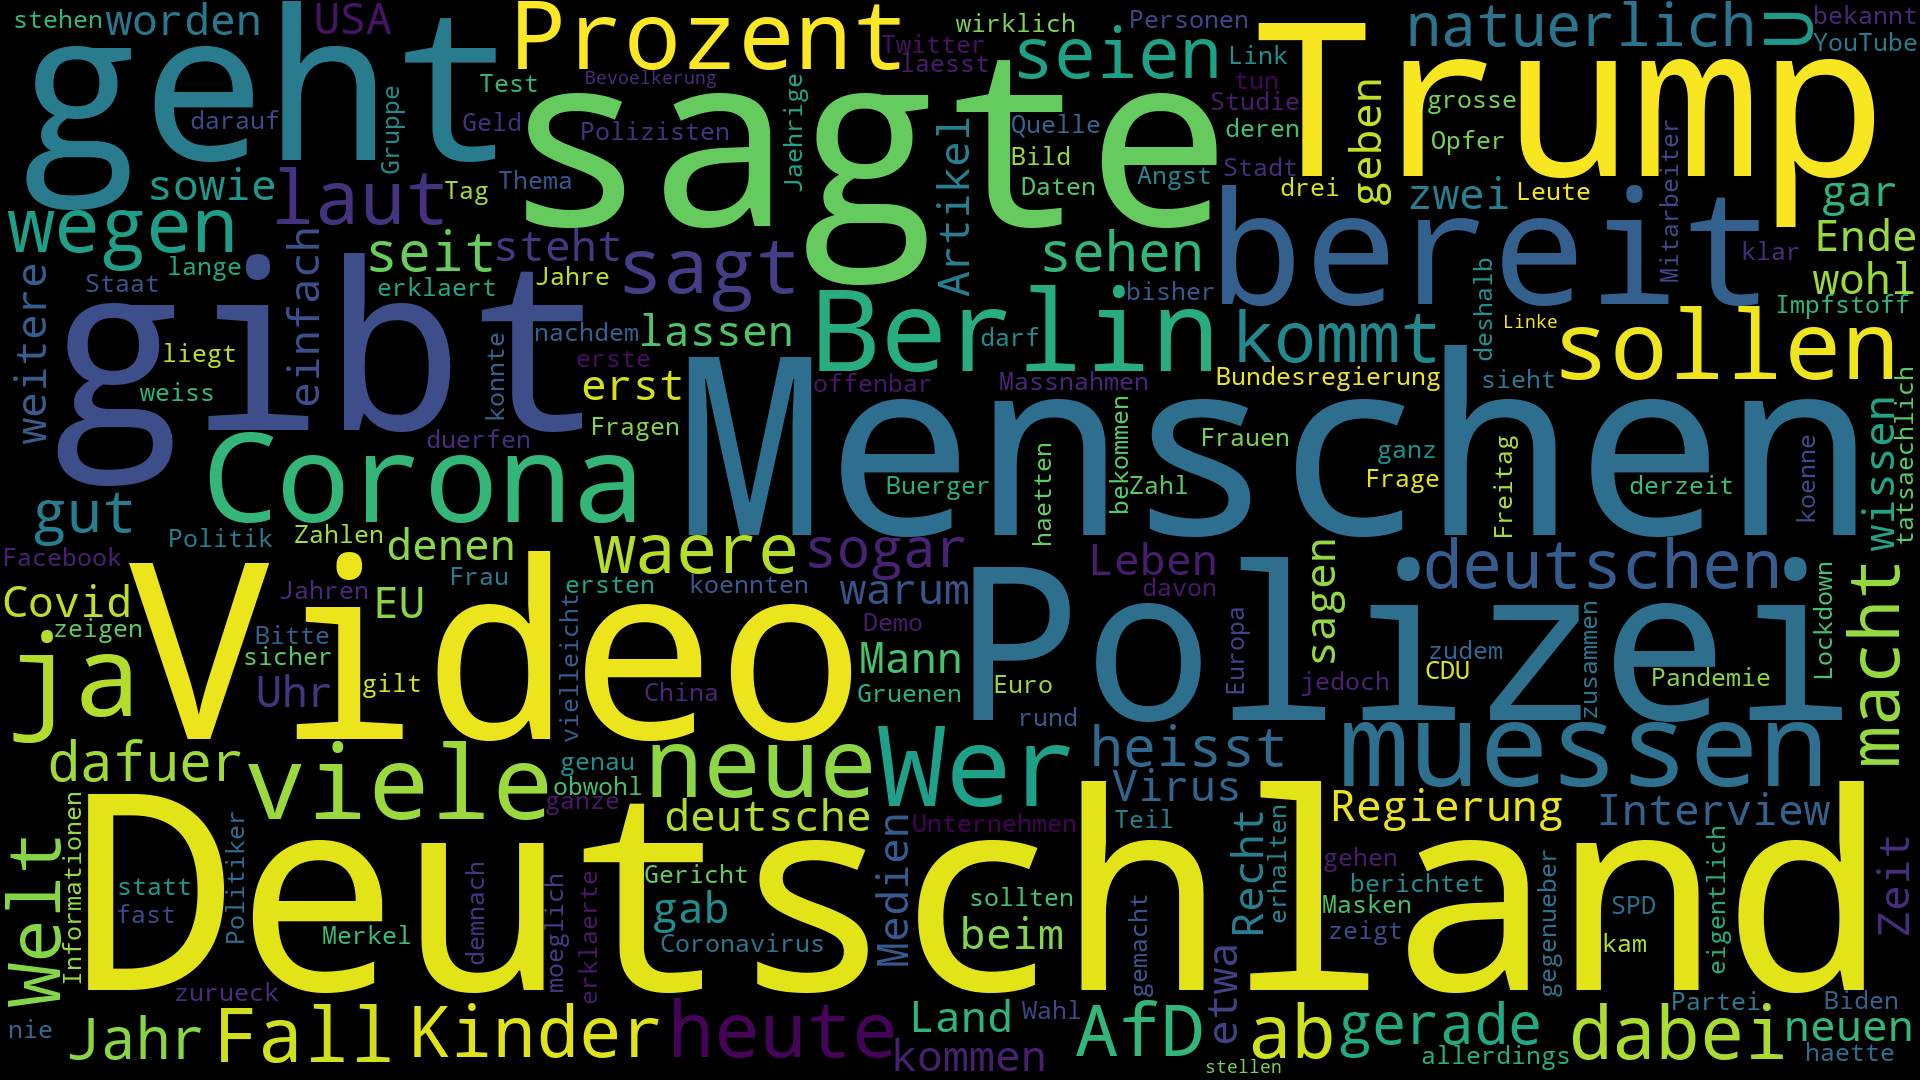 stehen worden USA Prozent wirklich Personen natuerlich U bekannt
geht Twitter laesst seien Link Trump YouTube
Test Bevoelkerung sagte tun
darauf Gruppe Geld Polizisten Jaehrige Artikel Quelle Studie deren geben grosse
Bild Opfer
sowie laut Tag Thema Daten Angst Stadt drei zwei Leute Mitarbeiter gar
wegen seit steht sagt sehen bereit klar Ende
lange Staat erklaert Jahre bisher wohl
weitere einfach gibt nachdem lassen Berlin darf kommt deshalb Linke sollen Impfstoff
liegt konnte erste
weiss erst offenbar Massnahmen Bundesregierung sieht
duerfen Fragen Menschen bekommen Frauen ganz tatsaechlich
Corona haetten Frage Freitag koenne wissen
gut Buerger Zahl derzeit
Politik Zahlen denen waere sogar Leben sagen deutschen
Facebook Jahren Frau ersten koennten warum davon Lockdown
Covid Video EU Demo Polizei macht
zeigen Bitte vielleicht Mann Europa zusammen zudem
ja sicher
Uhr gilt China Gruenen Euro jedoch CDU Pandemie
rund
dafuer viele genau neue Wer heisst muessen
obwohl Virus
ganze deutsche Unternehmen Teil Regierung Interview
Welt Informationen Deutschland Politiker Medien Recht erhalten gehen eigentlich Zeit
statt demnach Gericht sollten berichtet gegenueber
fast moeglich erklaerte gab gemacht Masken SPD
Merkel Coronavirus beim etwa zeigt kam
zurueck Partei Biden
nie Jahr Fall Kinder heute Land Wahl AfD ab gerade dabei neuen
kommen stellen allerdings haette